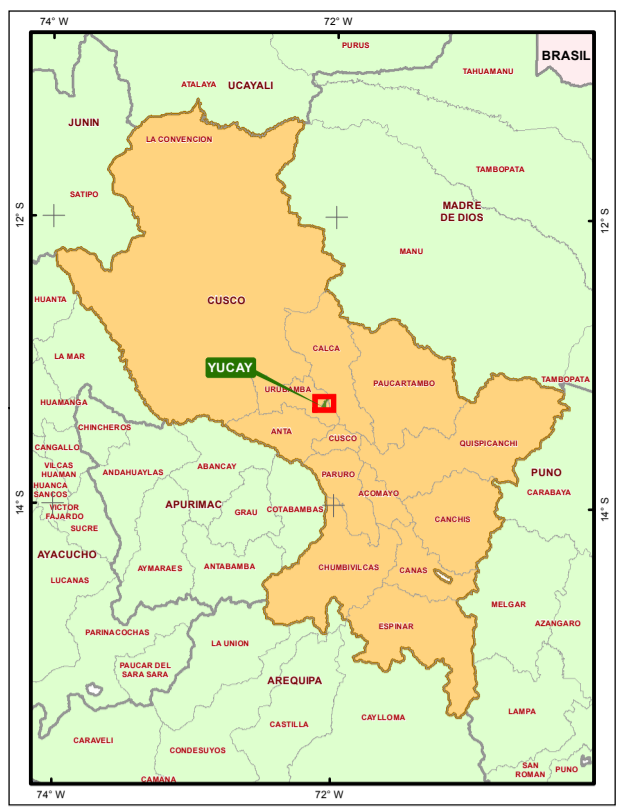 74° W
72° W
PURUS
BRASIL
TAHUAMANU
ATALAYA
UCAYALI
JUNIN
LA CONVENCION
TAMBOPATA
SATIPO
MADRE
DE DIOS
12° S
12° S
MANU
HUANTA
CUSCO
CALCA
LA MAR
YUCAY
URUBAMBA
PAUCARTAMBO
TAMBOPATA
HUAMANGA
CHINCHEROS
ANTA
CUSCO
QUISPICANCHI
CANGALLO
VILCAS
HUAMAN
ANDAHUAYLAS
ABANCAY
PARURO
PUNO
HUANCA
SANCOS
ACOMAYO
CARABAYA
APURIMAC
GRAU
COTABAMBAS
14° S
14° S
VICTOR
FAJARDO
SUCRE
CANCHIS
AYACUCHO
AYMARAES
ANTABAMBA
CHUMBIVILCAS
CANAS
LUCANAS
MELGAR
AZANGARO
PARINACOCHAS
ESPINAR
LA UNION
PAUCAR DEL
SARA SARA
AREQUIPA
LAMPA
CAYLLOMA
CASTILLA
CARAVELI
CONDESUYOS
SAN
ROMAN
PUNO
CAMANA
74° W
72° W